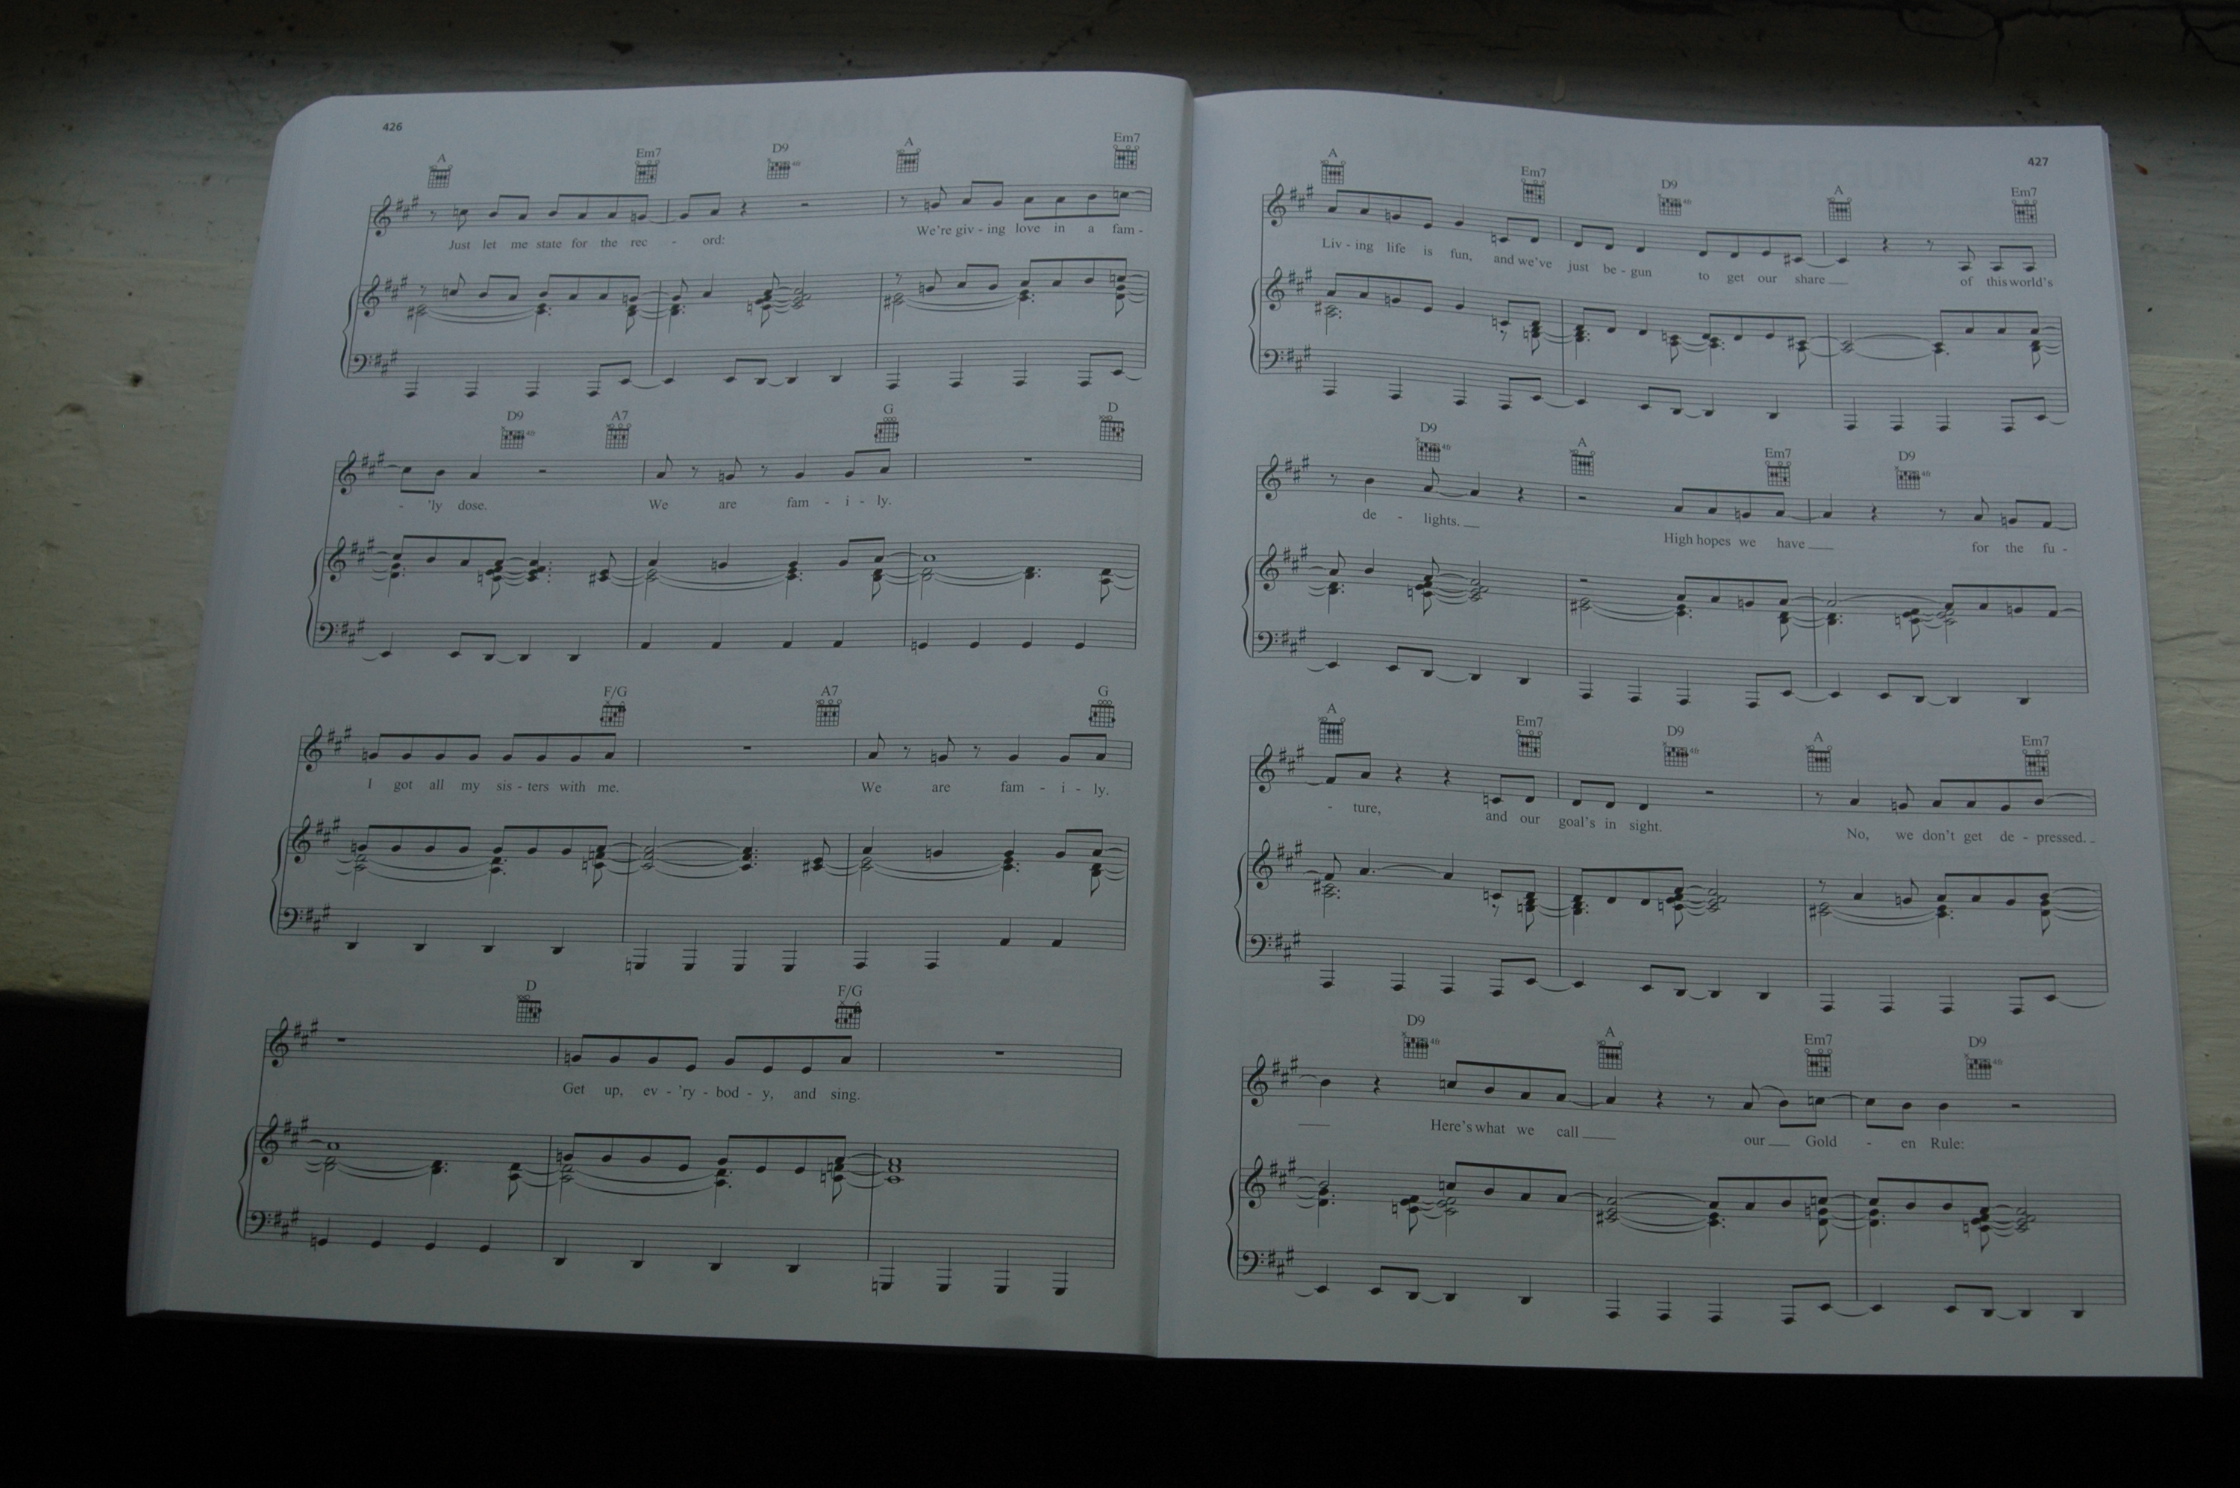 426
A Em7 D9 A Em7
Just let me state for the rec - ord: We're giv - ing love in a fam -
D9 A7 G D
- 'ly dose. We are fam - i - ly.
F/G A7 G
I got all my sis - ters with me. We are fam - i - ly.
D F/G
Get up, ev - 'ry - bod - y, and sing.
427
A Em7 D9 A Em7
Liv - ing life is fun, and we've just be - gun to get our share of this world's
D9 A Em7 D9
de - lights. High hopes we have for the fu -
A Em7 D9 A Em7
- ture, and our goal's in sight. No, we don't get de - pressed.
D9 A Em7 D9
Here's what we call our Gold - en Rule: